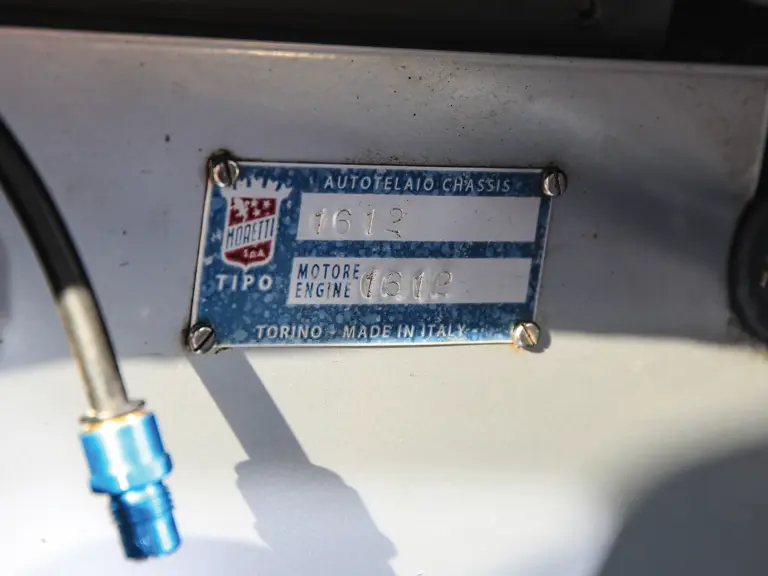 AUTOTELAIO CHASSIS
1612
MORETTI
S.p.A.
TIPO
MOTORE
ENGINE
1612
TORINO - MADE IN ITALY